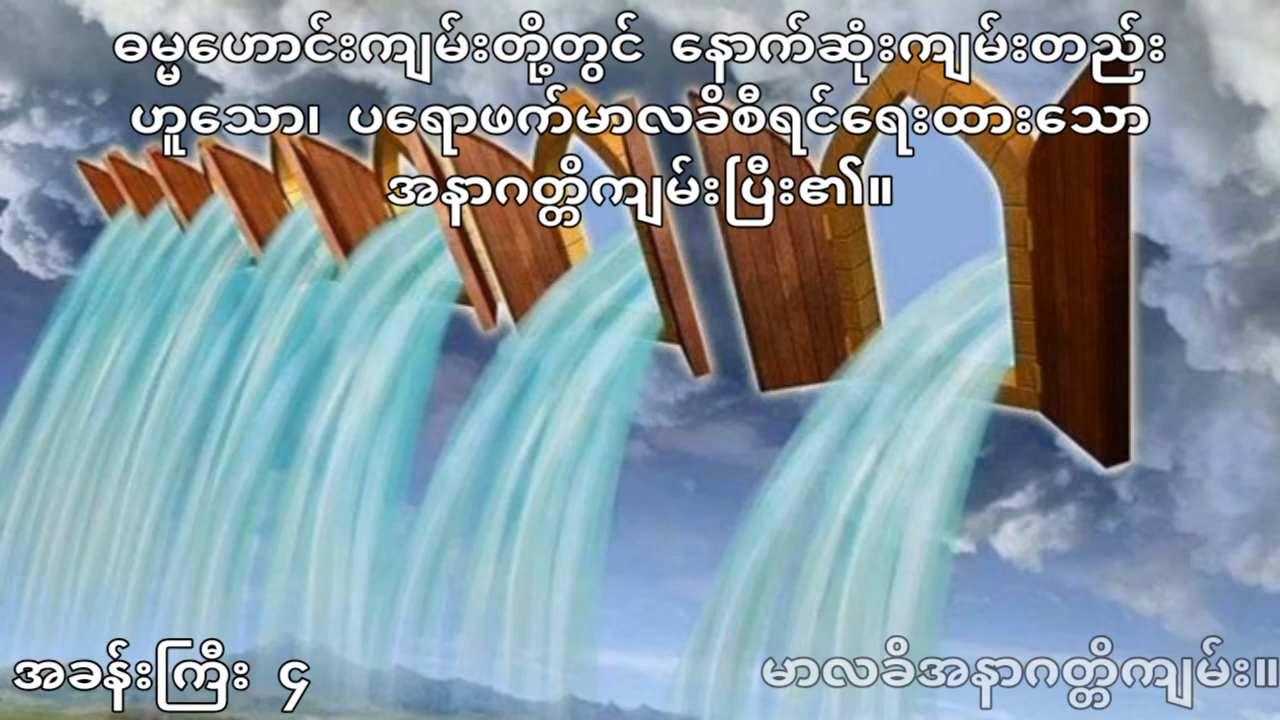 ဓမ္မဟောင်းကျမ်းတို့တွင် နောက်ဆုံးကျမ်းတည်း
ဟူသော၊ ပရောဖက်မာလခိစီရင်ရေးထားသော
အနာဂတ္တိကျမ်းပြီး၏။
အခန်းကြီး ၄
မာလခိအနာဂတ္တိကျမ်း။